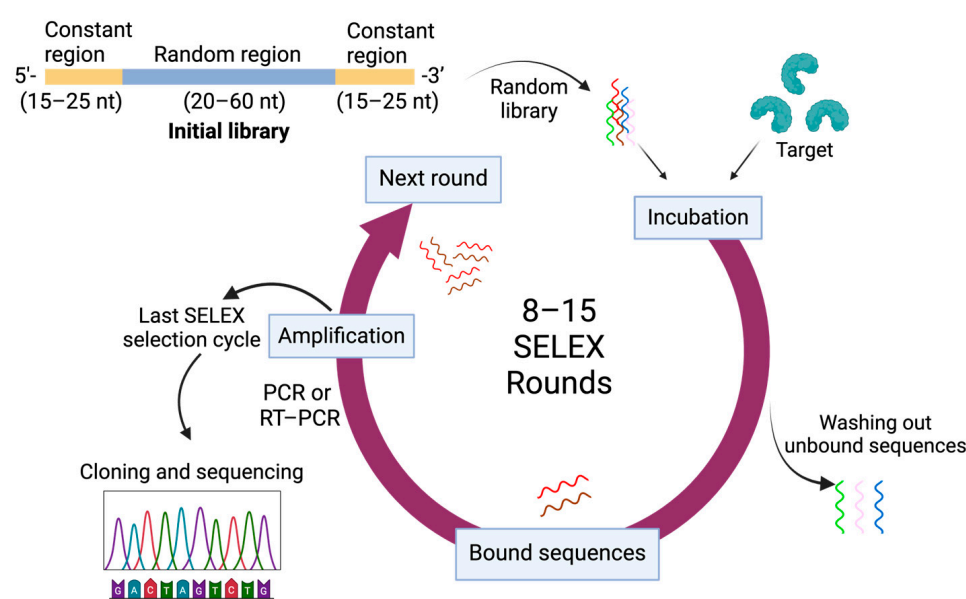 Constant
region
Random region
Constant
region
5'-
-3'
(15–25 nt)
(20–60 nt)
(15–25 nt)
Initial library
Random
library
Target
Next round
Incubation
8–15
SELEX
Rounds
Last SELEX
selection cycle
Amplification
PCR or
RT–PCR
Washing out
unbound sequences
Cloning and sequencing
Bound sequences
G A C T A G T C T G